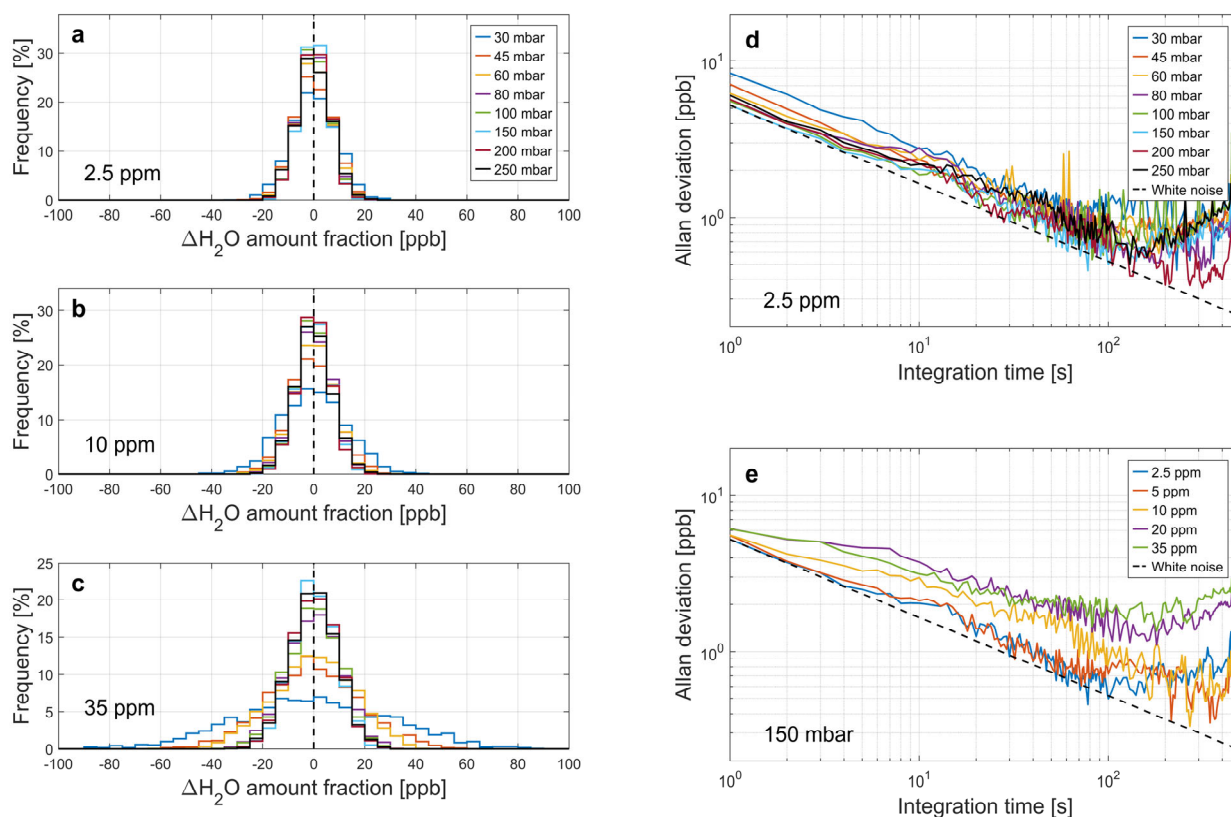 a
Frequency [%]
30
20
10
0
2.5 ppm
30 mbar
45 mbar
60 mbar
80 mbar
100 mbar
150 mbar
200 mbar
250 mbar
-100 -80 -60 -40 -20 0 20 40 60 80 100
ΔH₂O amount fraction [ppb]
b
Frequency [%]
30
20
10
0
10 ppm
-100 -80 -60 -40 -20 0 20 40 60 80 100
ΔH₂O amount fraction [ppb]
c
Frequency [%]
25
20
15
10
5
0
35 ppm
-100 -80 -60 -40 -20 0 20 40 60 80 100
ΔH₂O amount fraction [ppb]
d
Allan deviation [ppb]
10¹
10⁰
2.5 ppm
30 mbar
45 mbar
60 mbar
80 mbar
100 mbar
150 mbar
200 mbar
250 mbar
White noise
10⁰ 10¹ 10²
Integration time [s]
e
Allan deviation [ppb]
10¹
10⁰
150 mbar
2.5 ppm
5 ppm
10 ppm
20 ppm
35 ppm
White noise
10⁰ 10¹ 10²
Integration time [s]